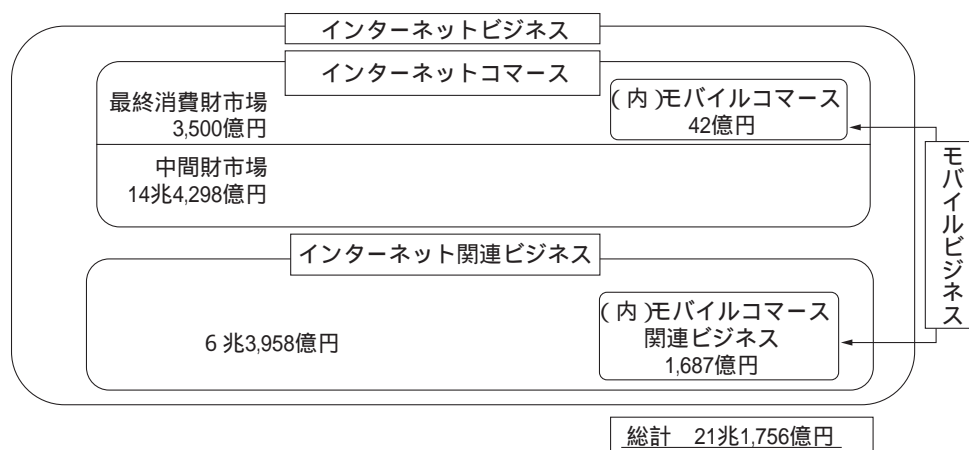 インターネットビジネス
インターネットコマース
最終消費財市場
3,500億円
(内)モバイルコマース
42億円
中間財市場
14兆4,298億円
モバイルビジネス
インターネット関連ビジネス
6兆3,958億円
(内)モバイルコマース
関連ビジネス
1,687億円
総計 21兆1,756億円